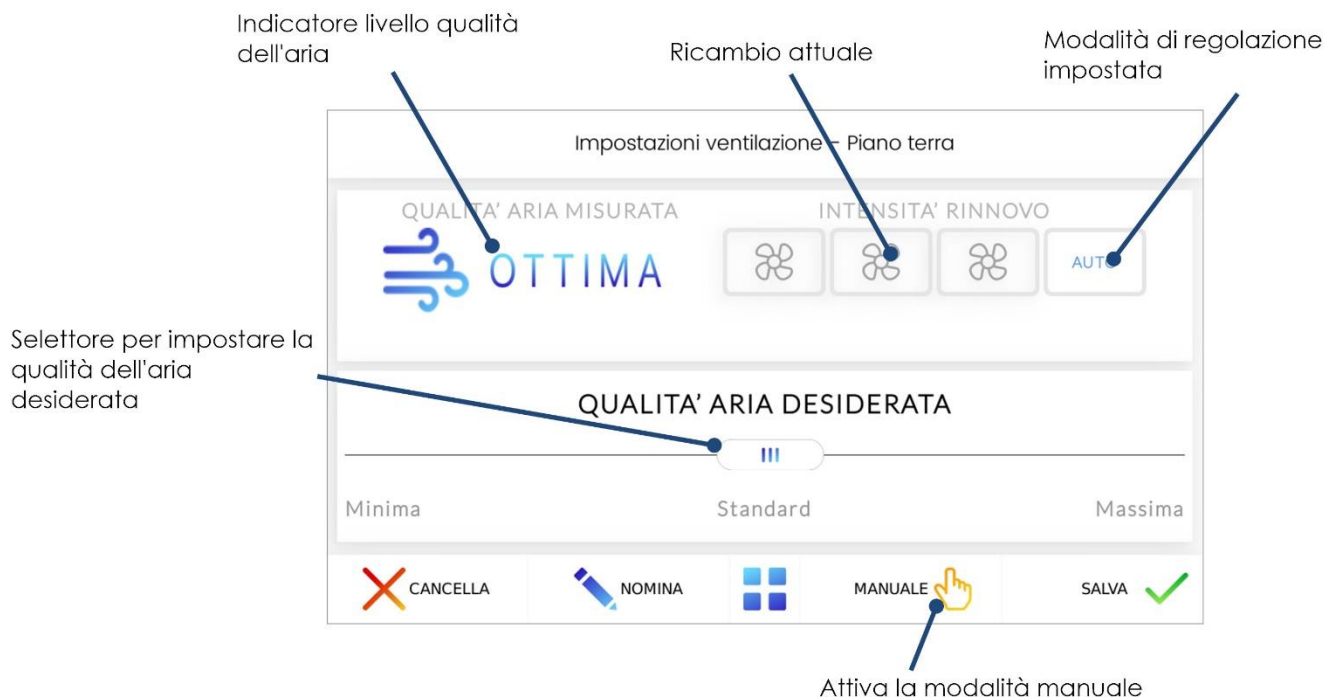 Indicatore livello qualità
dell'aria
Ricambio attuale
Modalità di regolazione
impostata
Impostazioni ventilazione – Piano terra
QUALITA’ ARIA MISURATA
INTENSITA’ RINNOVO
OTTIMA
AUTO
Selettore per impostare la
qualità dell'aria
desiderata
QUALITA’ ARIA DESIDERATA
Minima
Standard
Massima
CANCELLA
NOMINA
MANUALE
SALVA
Attiva la modalità manuale